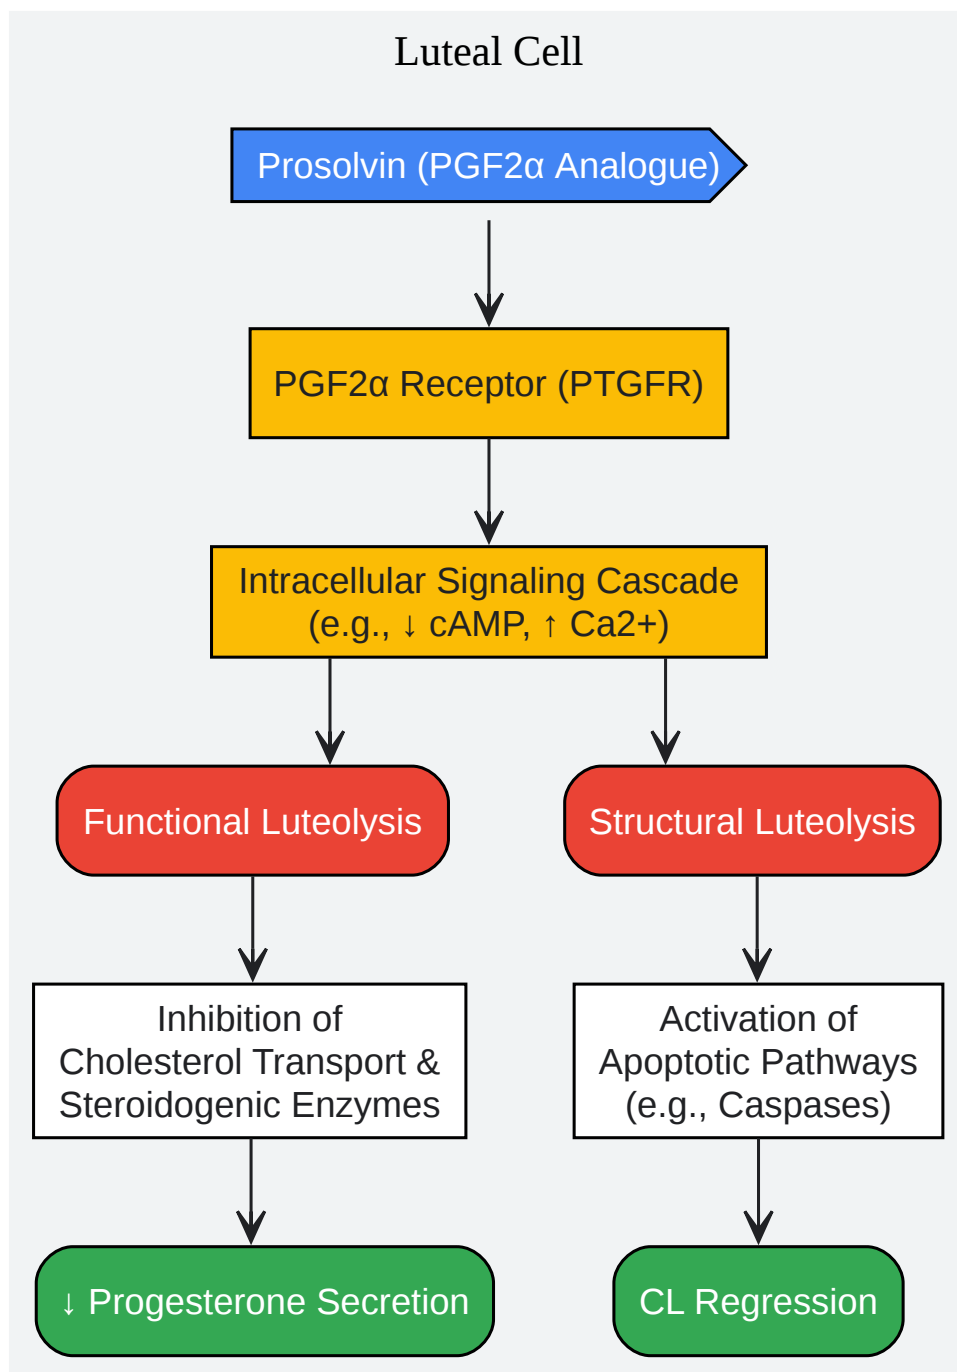 Luteal Cell
Prosolvin (PGF2α Analogue)
PGF2α Receptor (PTGFR)
Intracellular Signaling Cascade
(e.g., ↓ cAMP, ↑ Ca2+)
Functional Luteolysis
Structural Luteolysis
Inhibition of
Cholesterol Transport &
Steroidogenic Enzymes
Activation of
Apoptotic Pathways
(e.g., Caspases)
↓ Progesterone Secretion
CL Regression